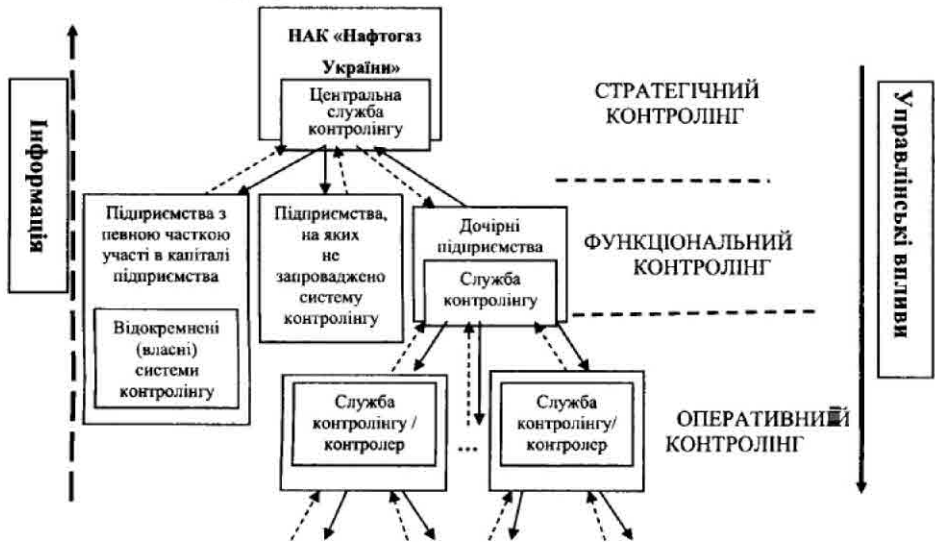 НАК «Нафтогаз
України»
Центральна
служба
контролінгу
СТРАТЕГІЧНИЙ
КОНТРОЛІНГ
Інформація
Управлінські впливи
Підприємства з
певною часткою
участі в капіталі
підприємства
Відокремнені
(власні)
системи
контролінгу
Підприємства,
на яких
не
запроваджено
систему
контролінгу
Дочірні
підприємства
Служба
контролінгу
ФУНКЦІОНАЛЬНИЙ
КОНТРОЛІНГ
Служба
контролінгу /
контролер
...
Служба
контролінгу/
контролер
ОПЕРАТИВНИЙ
КОНТРОЛІНГ